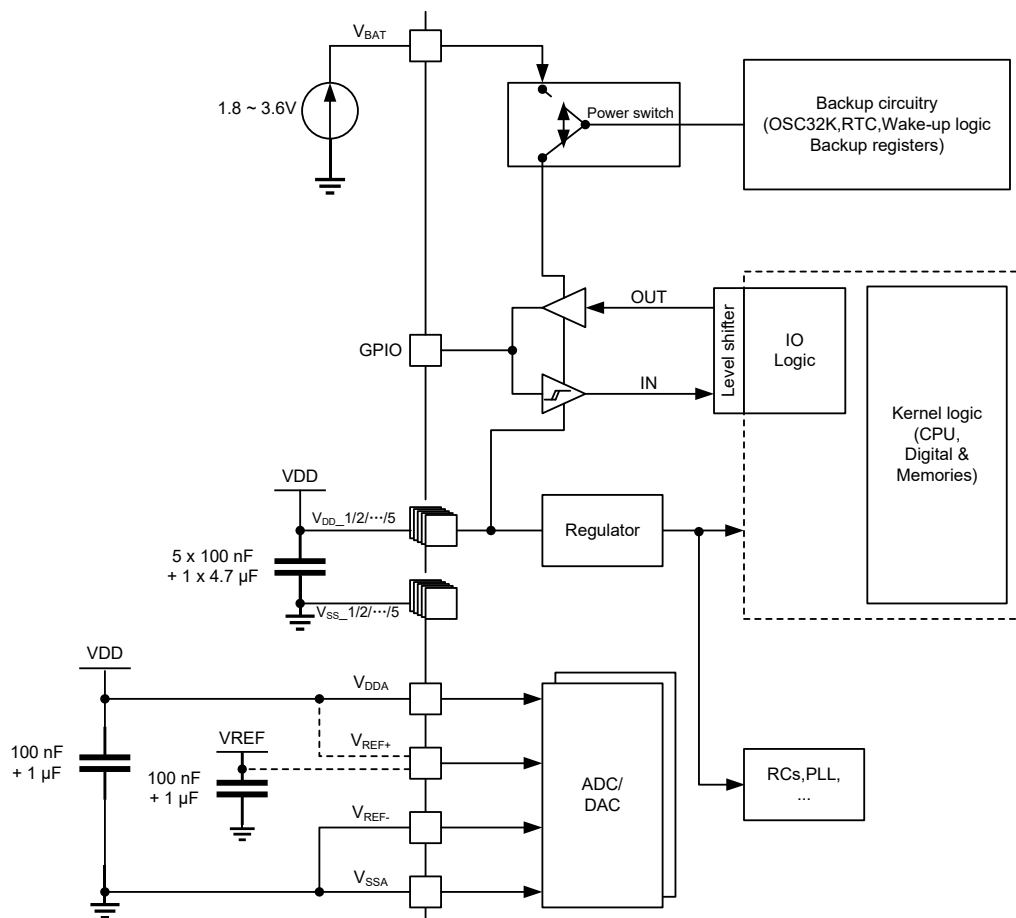 VBAT
1.8 ~ 3.6V
Power switch
Backup circuitry
(OSC32K,RTC,Wake-up logic
Backup registers)
OUT
GPIO
IN
Level shifter
IO
Logic
Kernel logic
(CPU,
Digital &
Memories)
VDD
VDD_1/2/···/5
Regulator
5 x 100 nF
+ 1 x 4.7 µF
VSS_1/2/···/5
VDD
VDDA
VREF+
VREF
100 nF
+ 1 µF
100 nF
+ 1 µF
ADC/
DAC
RCs,PLL,
...
VREF-
VSSA